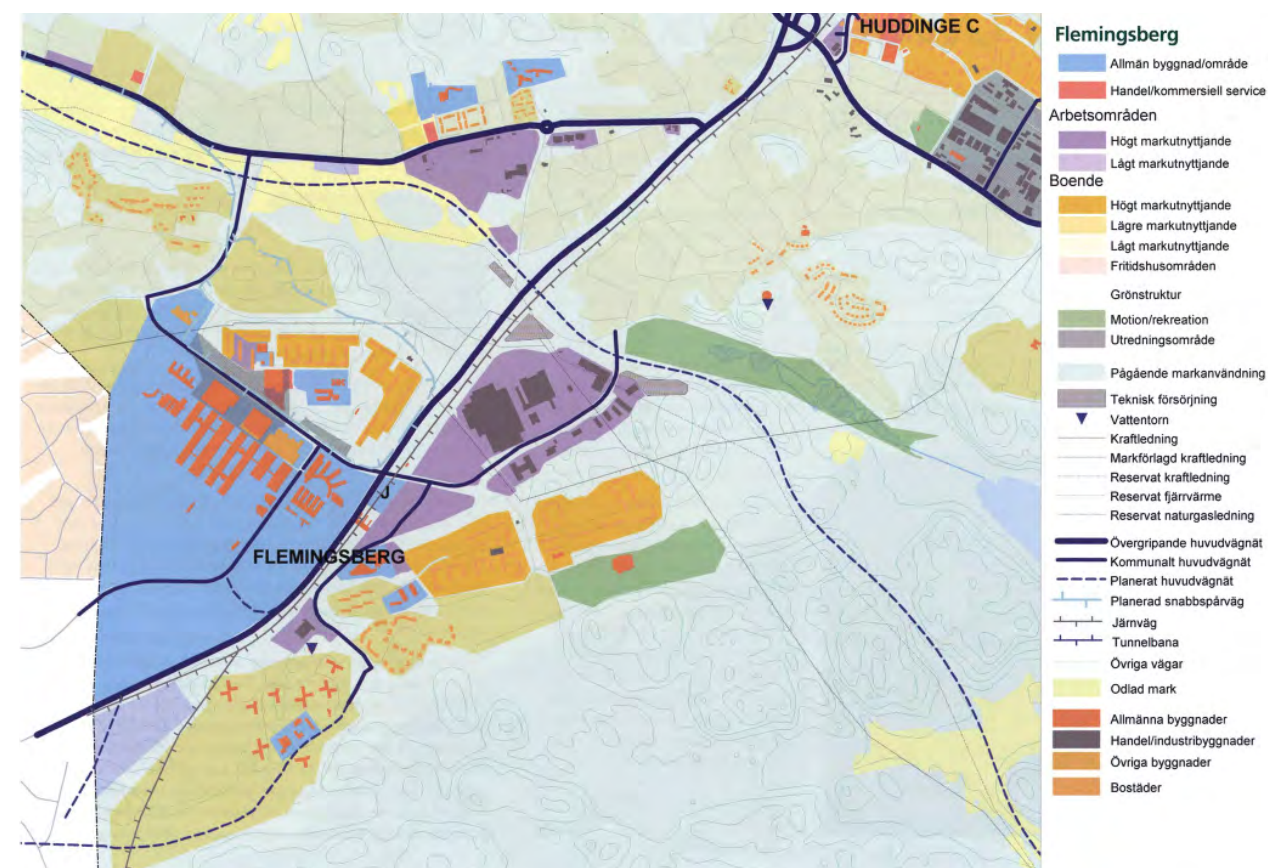 HUDDINGE C
FLEMINGSBERG
J
Flemingsberg
Allmän byggnad/område
Handel/kommersiell service
Arbetsområden
Högt markutnyttjande
Lågt markutnyttjande
Boende
Högt markutnyttjande
Lägre markutnyttjande
Lågt markutnyttjande
Fritidshusområden
Grönstruktur
Motion/rekreation
Utredningsområde
Pågående markanvändning
Teknisk försörjning
Vattentorn
Kraftledning
Markförlagd kraftledning
Reservat kraftledning
Reservat fjärrvärme
Reservat naturgasledning
Övergripande huvudvägnät
Kommunalt huvudvägnät
Planerat huvudvägnät
Planerad snabbspårväg
Järnväg
Tunnelbana
Övriga vägar
Odlad mark
Allmänna byggnader
Handel/industribyggnader
Övriga byggnader
Bostäder